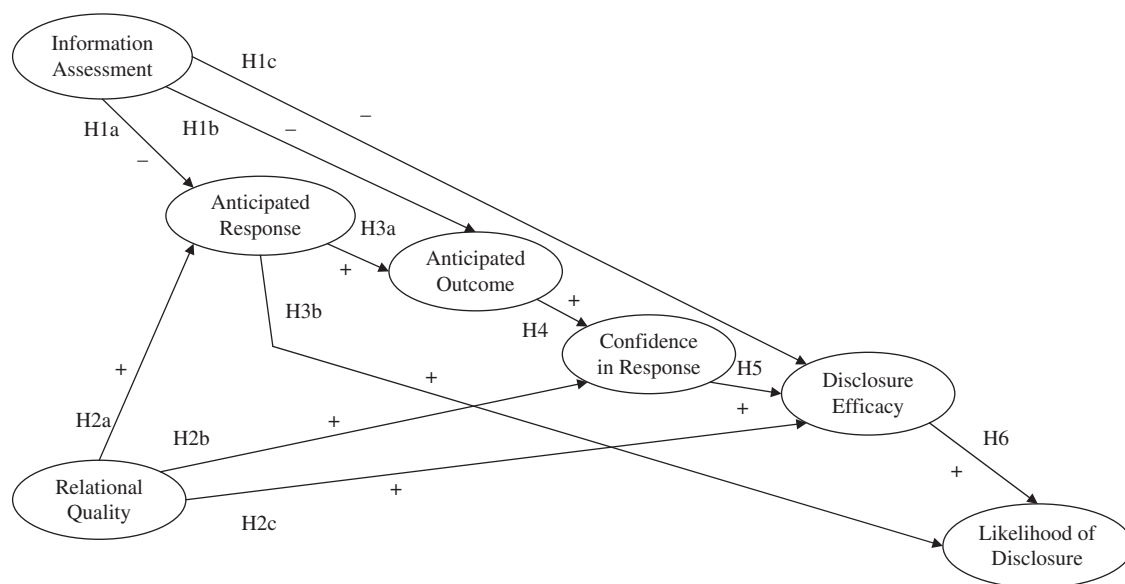 Information
Assessment
H1c
–
H1a
H1b
–
–
Anticipated
Response
H3a
+
Anticipated
Outcome
H3b
+
H4
Confidence
in Response
H5
+
+
Disclosure
Efficacy
+
H2a
H2b
+
+
H6
+
Relational
Quality
H2c
+
Likelihood of
Disclosure